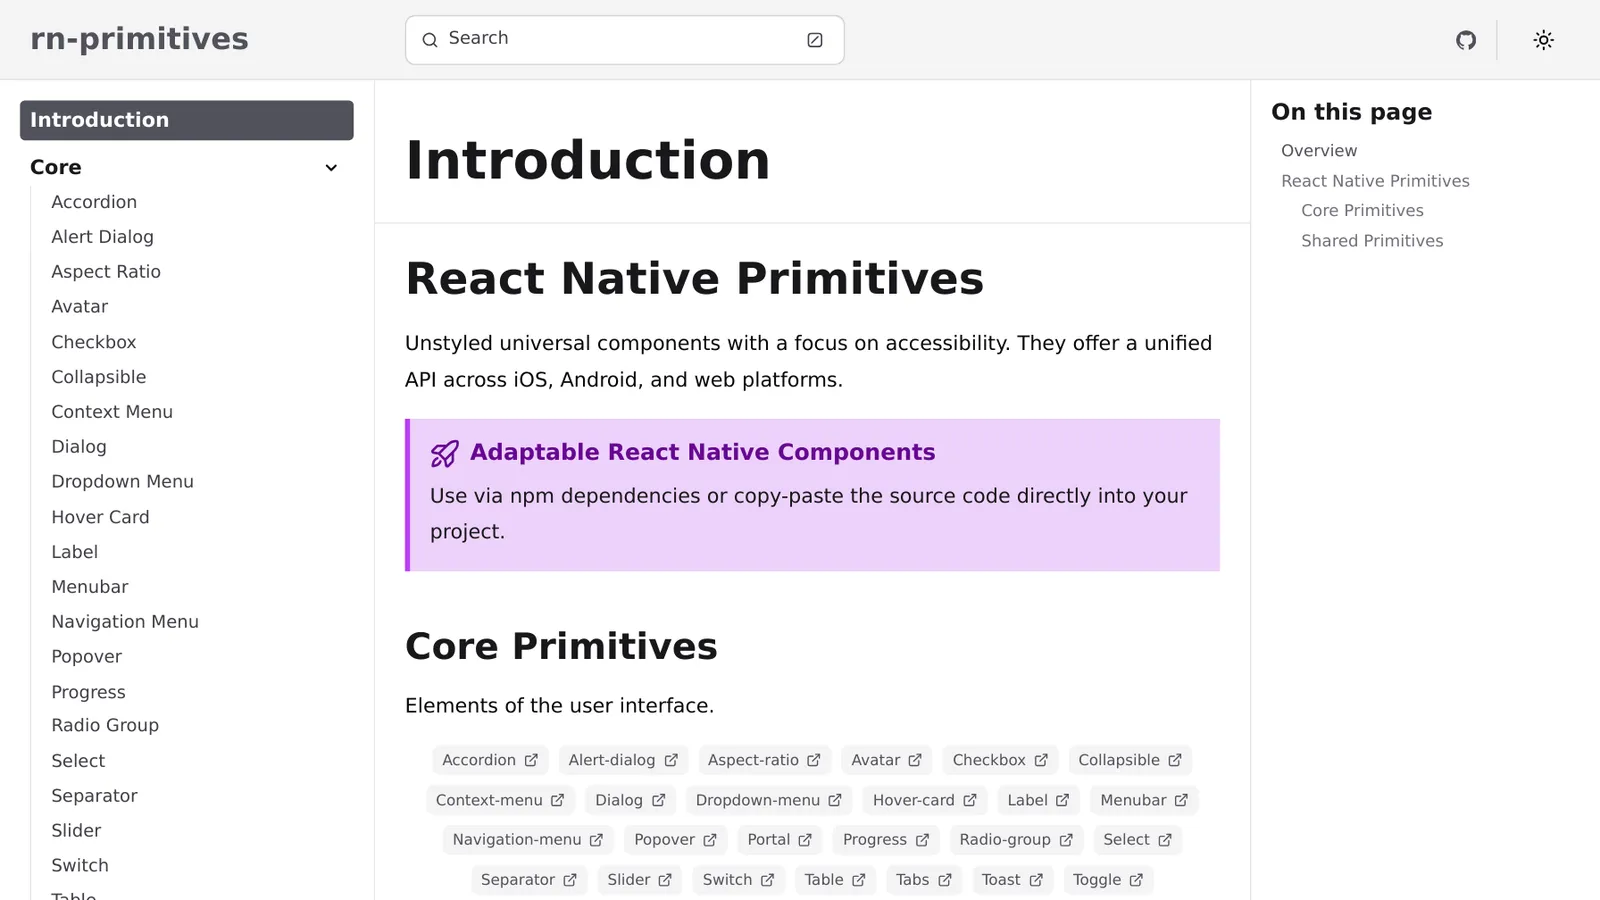 rn-primitives
Search
Introduction
Core
Accordion
Alert Dialog
Aspect Ratio
Avatar
Checkbox
Collapsible
Context Menu
Dialog
Dropdown Menu
Hover Card
Label
Menubar
Navigation Menu
Popover
Progress
Radio Group
Select
Separator
Slider
Switch
Table
Introduction
React Native Primitives
Unstyled universal components with a focus on accessibility. They offer a unified
API across iOS, Android, and web platforms.
Adaptable React Native Components
Use via npm dependencies or copy-paste the source code directly into your
project.
Core Primitives
Elements of the user interface.
Accordion Alert-dialog Aspect-ratio Avatar Checkbox Collapsible
Context-menu Dialog Dropdown-menu Hover-card Label Menubar
Navigation-menu Popover Portal Progress Radio-group Select
Separator Slider Switch Table Tabs Toast Toggle
On this page
Overview
React Native Primitives
Core Primitives
Shared Primitives